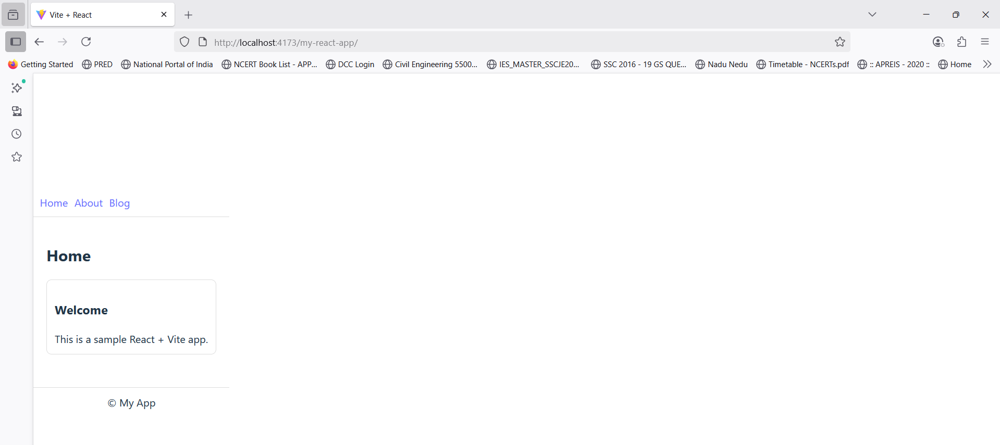 Vite + React
http://localhost:4173/my-react-app/
Getting Started PRED National Portal of India NCERT Book List - APP... DCC Login Civil Engineering 5500... IES_MASTER_SSCJE20... SSC 2016 - 19 GS QUE... Nadu Nedu Timetable - NCERTs.pdf :: APREIS - 2020 :: Home
Home About Blog
Home
Welcome
This is a sample React + Vite app.
© My App